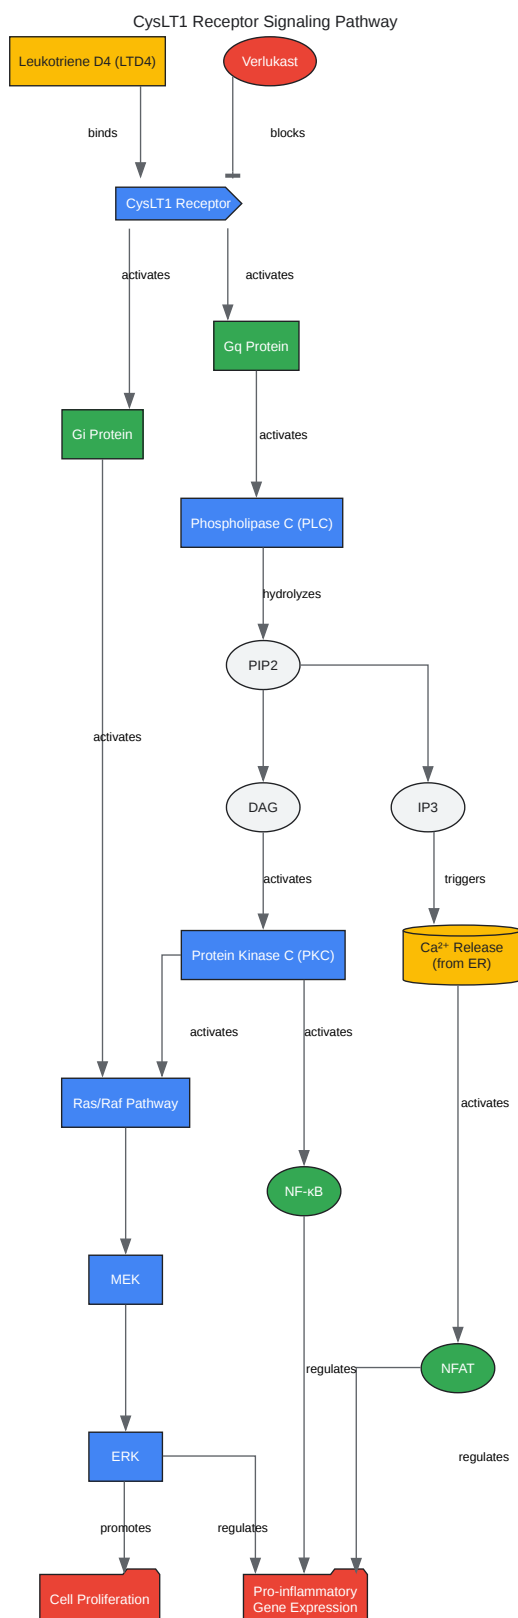 CysLT1 Receptor Signaling Pathway
Leukotriene D4 (LTD4)
Verlukast
binds
blocks
CysLT1 Receptor
activates
activates
Gq Protein
Gi Protein
activates
Phospholipase C (PLC)
hydrolyzes
PIP2
activates
DAG
IP3
activates
triggers
Protein Kinase C (PKC)
Ca²⁺ Release
(from ER)
activates
activates
activates
Ras/Raf Pathway
NF-κB
MEK
NFAT
regulates
ERK
regulates
promotes
regulates
Cell Proliferation
Pro-inflammatory
Gene Expression